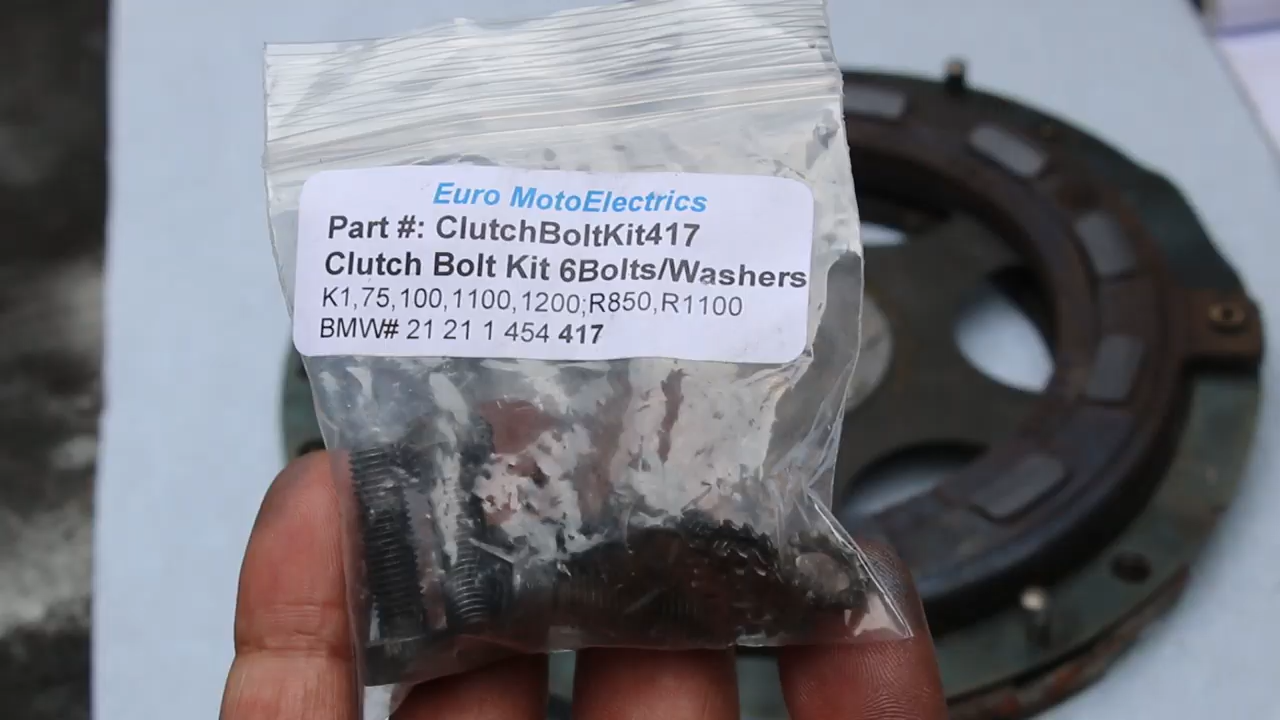 Euro MotoElectrics
Part #: ClutchBoltKit417
Clutch Bolt Kit 6Bolts/Washers
K1,75,100,1100,1200;R850,R1100
BMW# 21 21 1 454 417